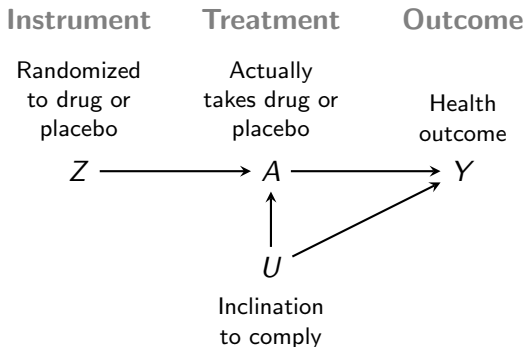 Instrument Treatment Outcome
Randomized
to drug or
placebo
Actually
takes drug or
placebo
Health
outcome
Z A Y
U
Inclination
to comply